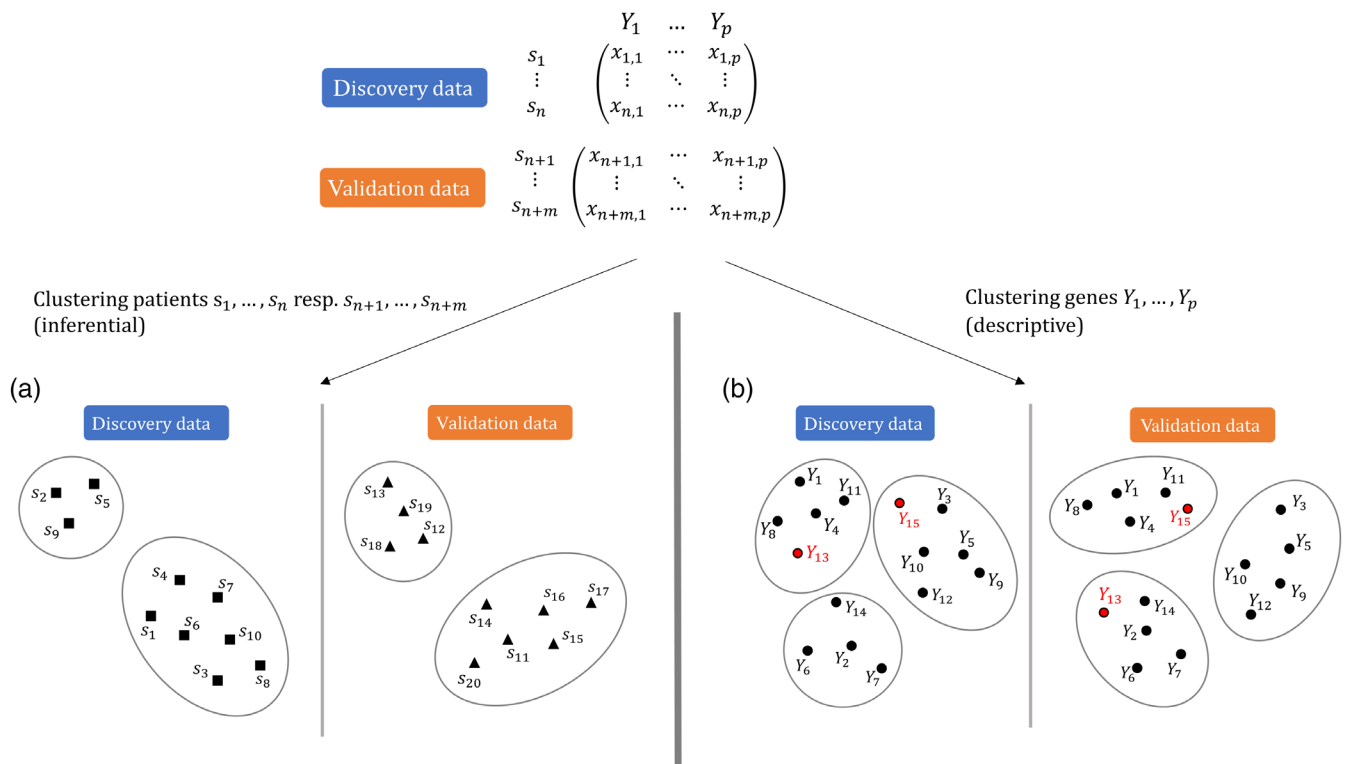 Y₁ … Yₚ
Discovery data
s₁ x₁,₁ ⋯ x₁,ₚ
⋮ ⋮ ⋱ ⋮
sₙ xₙ,₁ ⋯ xₙ,ₚ
Validation data
sₙ₊₁ xₙ₊₁,₁ ⋯ xₙ₊₁,ₚ
⋮ ⋮ ⋱ ⋮
sₙ₊ₘ xₙ₊ₘ,₁ ⋯ xₙ₊ₘ,ₚ
Clustering patients s₁, … , sₙ resp. sₙ₊₁, … , sₙ₊ₘ
(inferential)
Clustering genes Y₁, … , Yₚ
(descriptive)
(a)
Discovery data
s₂
s₅
s₉
s₄
s₇
s₁
s₆
s₁₀
s₃
s₈
Validation data
s₁₃
s₁₉
s₁₂
s₁₈
s₁₆
s₁₇
s₁₄
s₁₁
s₁₅
s₂₀
(b)
Discovery data
Y₁
Y₁₁
Y₈
Y₄
Y₁₃
Y₃
Y₁₅
Y₅
Y₁₀
Y₉
Y₁₂
Y₁₄
Y₆
Y₂
Y₇
Validation data
Y₁₁
Y₁
Y₈
Y₄
Y₁₅
Y₃
Y₅
Y₁₀
Y₉
Y₁₂
Y₁₃
Y₁₄
Y₂
Y₆
Y₇